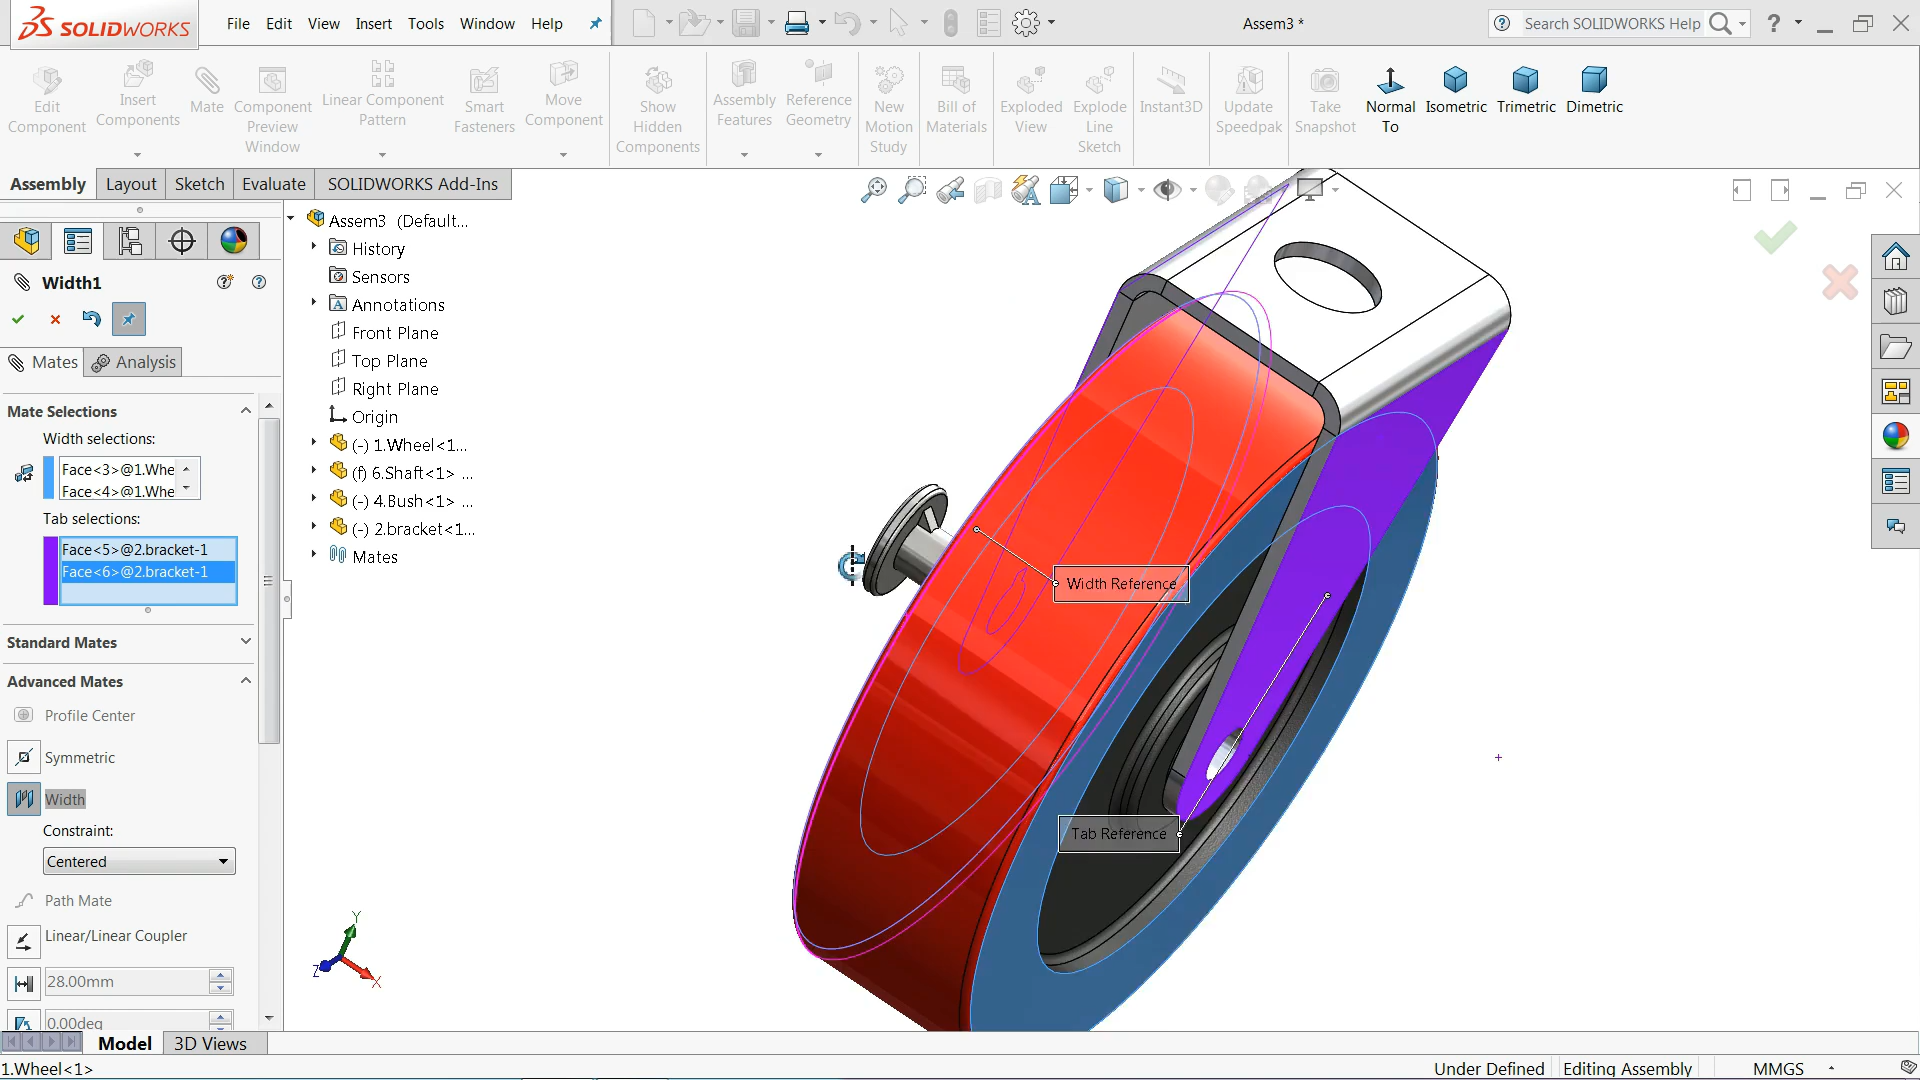 SOLIDWORKS
File Edit View Insert Tools Window Help
Assem3 *
Search SOLIDWORKS Help
Edit Component
Insert Components
Mate
Component Preview Window
Linear Component Pattern
Smart Fasteners
Move Component
Show Hidden Components
Assembly Features
Reference Geometry
New Motion Study
Bill of Materials
Exploded View
Explode Line Sketch
Instant3D
Update Speedpak
Take Snapshot
Normal To
Isometric
Trimetric
Dimetric
Assembly Layout Sketch Evaluate SOLIDWORKS Add-Ins
Width1
Mates Analysis
Mate Selections
Width selections:
Face<3>@1.Whe
Face<4>@1.Whe
Tab selections:
Face<5>@2.bracket-1
Face<6>@2.bracket-1
Standard Mates
Advanced Mates
Profile Center
Symmetric
Width
Constraint:
Centered
Path Mate
Linear/Linear Coupler
28.00mm
0.00deg
Assem3 (Default...
History
Sensors
Annotations
Front Plane
Top Plane
Right Plane
Origin
(-) 1.Wheel<1...
(f) 6.Shaft<1> ...
(-) 4.Bush<1> ...
(-) 2.bracket<1...
Mates
Width Reference
Tab Reference
Y
Z
X
Model 3D Views
1.Wheel<1>
Under Defined Editing Assembly MMGS